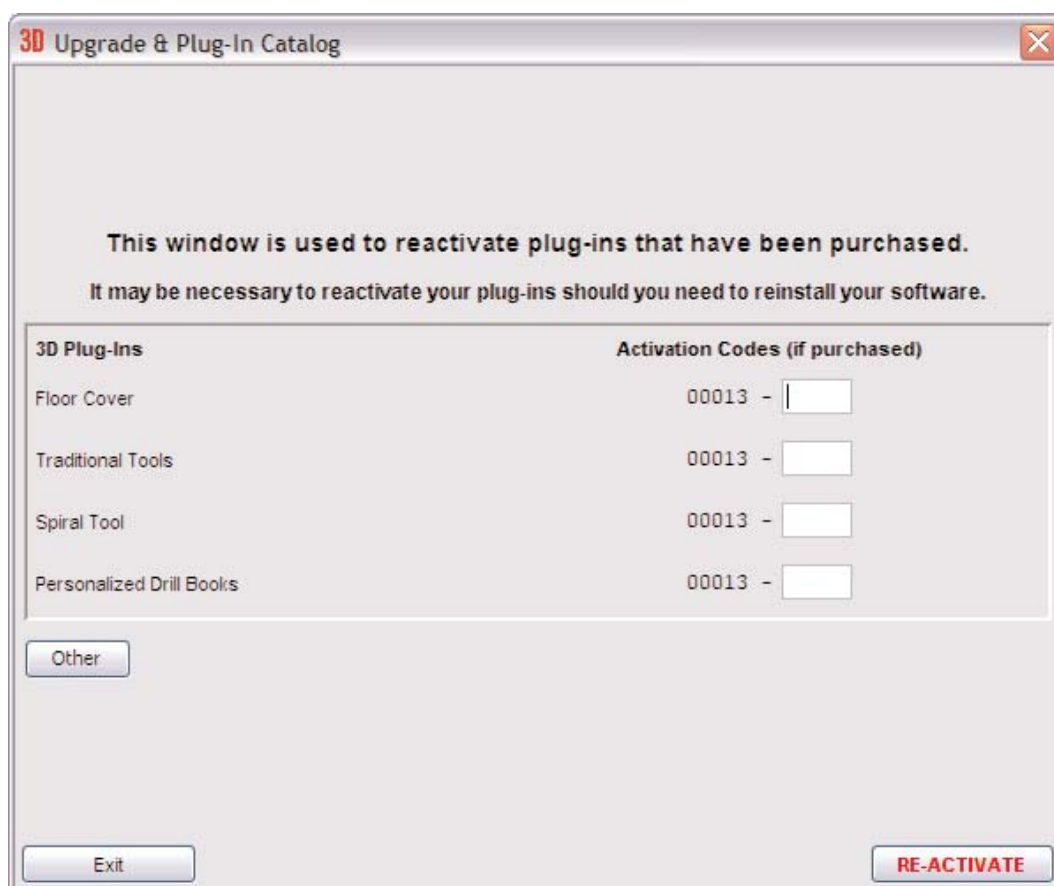 3D Upgrade & Plug-In Catalog
This window is used to reactivate plug-ins that have been purchased.
It may be necessary to reactivate your plug-ins should you need to reinstall your software.
3D Plug-Ins Activation Codes (if purchased)
Floor Cover 00013 -
Traditional Tools 00013 -
Spiral Tool 00013 -
Personalized Drill Books 00013 -
Other
Exit RE-ACTIVATE